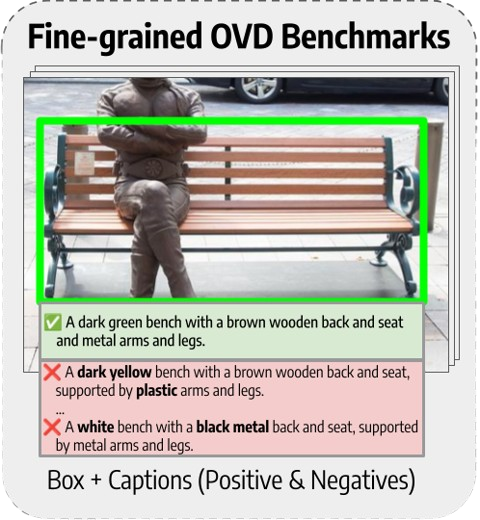 Fine-grained OVD Benchmarks
✅ A dark green bench with a brown wooden back and seat
and metal arms and legs.
❌ A dark yellow bench with a brown wooden back and seat,
supported by plastic arms and legs.
...
❌ A white bench with a black metal back and seat, supported
by metal arms and legs.
Box + Captions (Positive & Negatives)